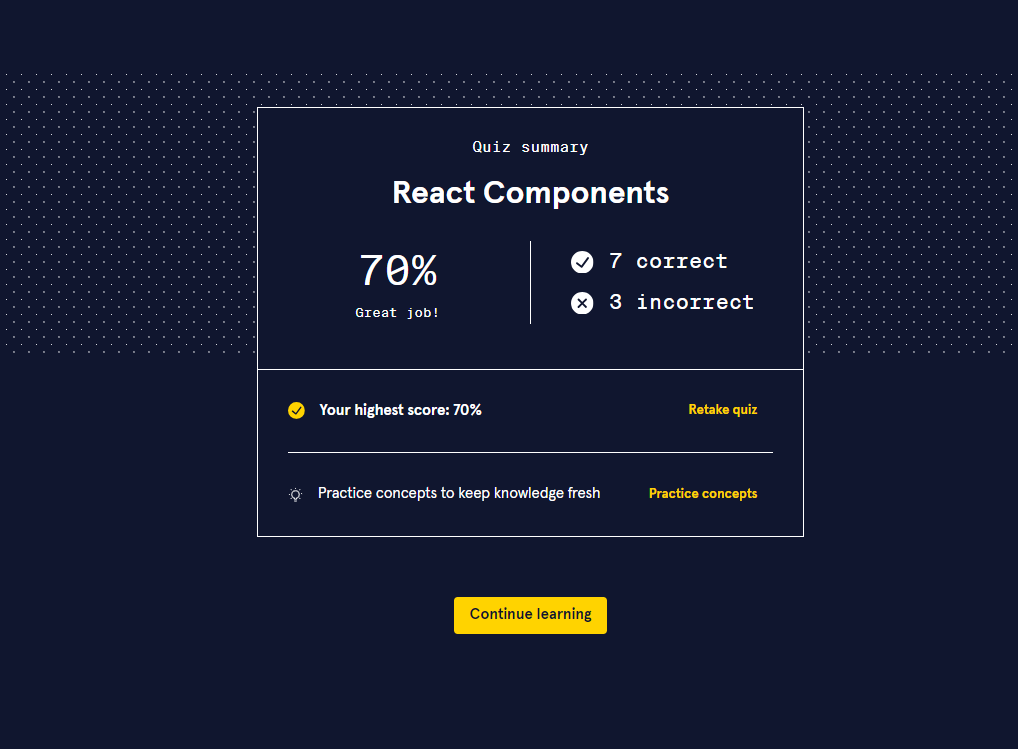 Quiz summary
React Components
70%
Great job!
7 correct
3 incorrect
Your highest score: 70%
Retake quiz
Practice concepts to keep knowledge fresh
Practice concepts
Continue learning